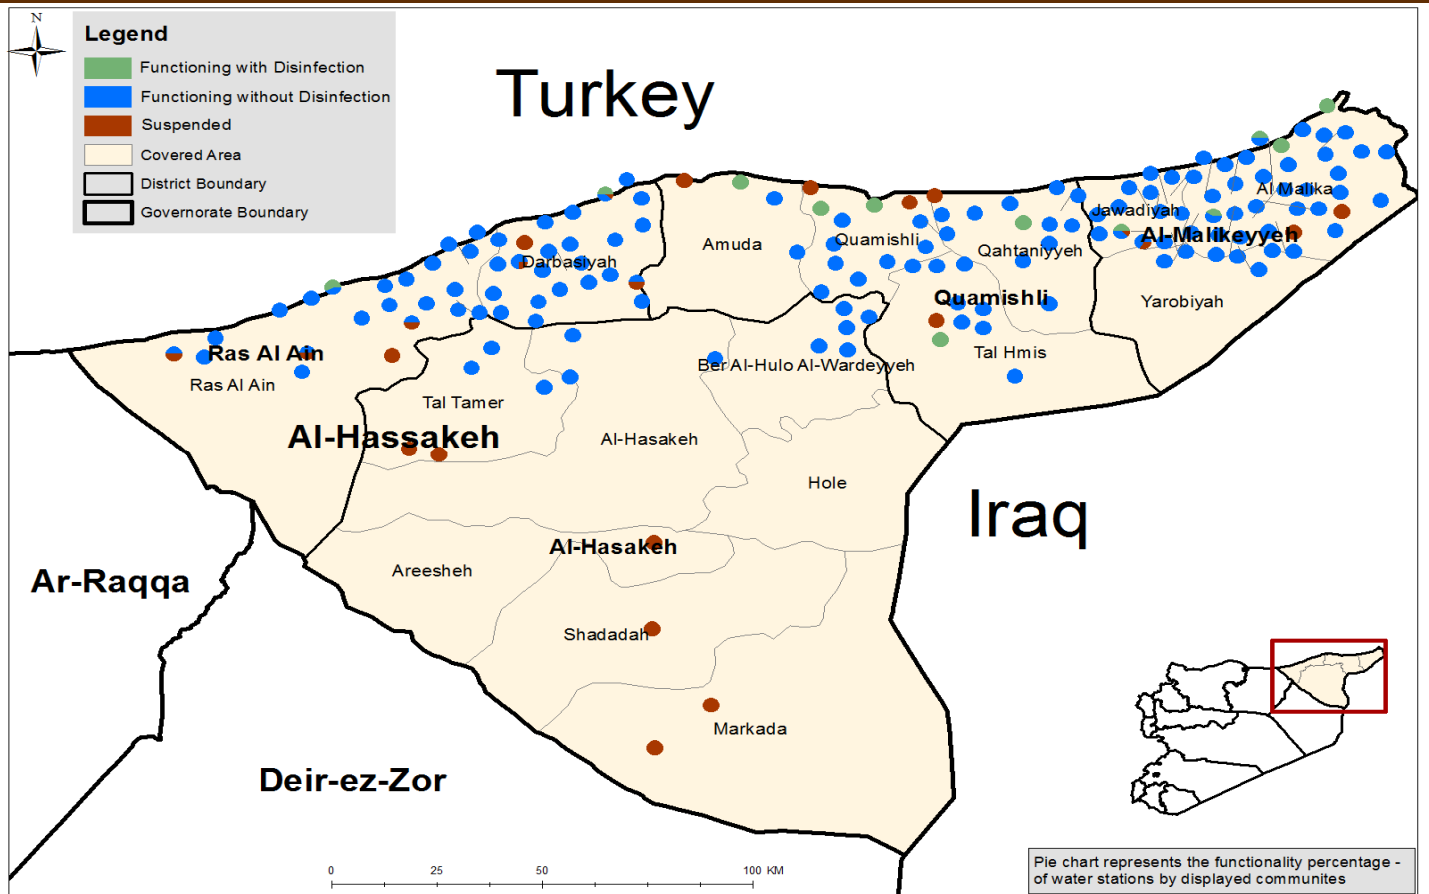 N
Legend
Functioning with Disinfection
Functioning without Disinfection
Suspended
Covered Area
District Boundary
Governorate Boundary
Turkey
Al Malika
Jawadiyah
Al-Malikeyyeh
Amuda
Quamishli
Qahtaniyyeh
Darbasiyah
Quamishli
Yarobiyah
Ras Al Ain
Ras Al Ain
Tal Hmis
Ber Al-Hulo Al-Wardeyyeh
Tal Tamer
Al-Hassakeh
Al-Hasakeh
Hole
Iraq
Al-Hasakeh
Areesheh
Ar-Raqqa
Shadadah
Markada
Deir-ez-Zor
0 25 50 100 KM
Pie chart represents the functionality percentage -
of water stations by displayed communites